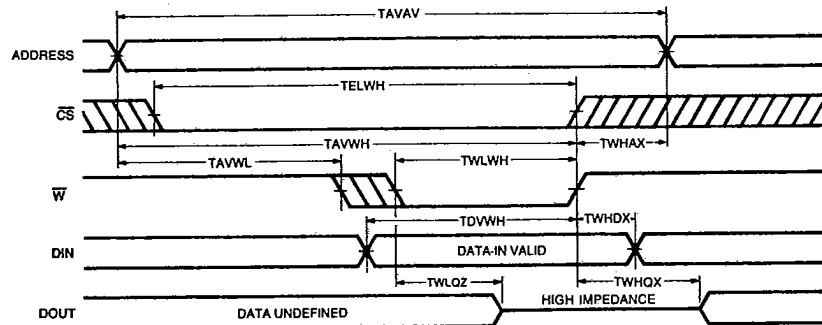 TAVAV
ADDRESS
TELWH
CS
TAVWH
TWHAX
TAVWL
TWLWH
W
TDVWH
TWHDX
DIN
DATA-IN VALID
TWLQZ
TWHQX
HIGH IMPEDANCE
DOUT
DATA UNDEFINED